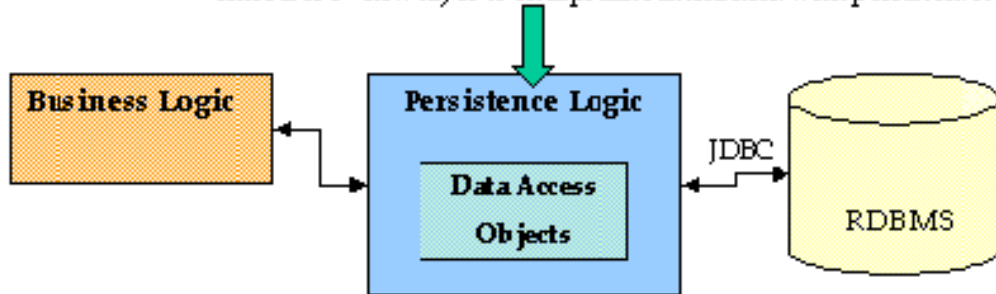 Business Logic
Persistence Logic
JDBC
Data Access
Objects
RDBMS